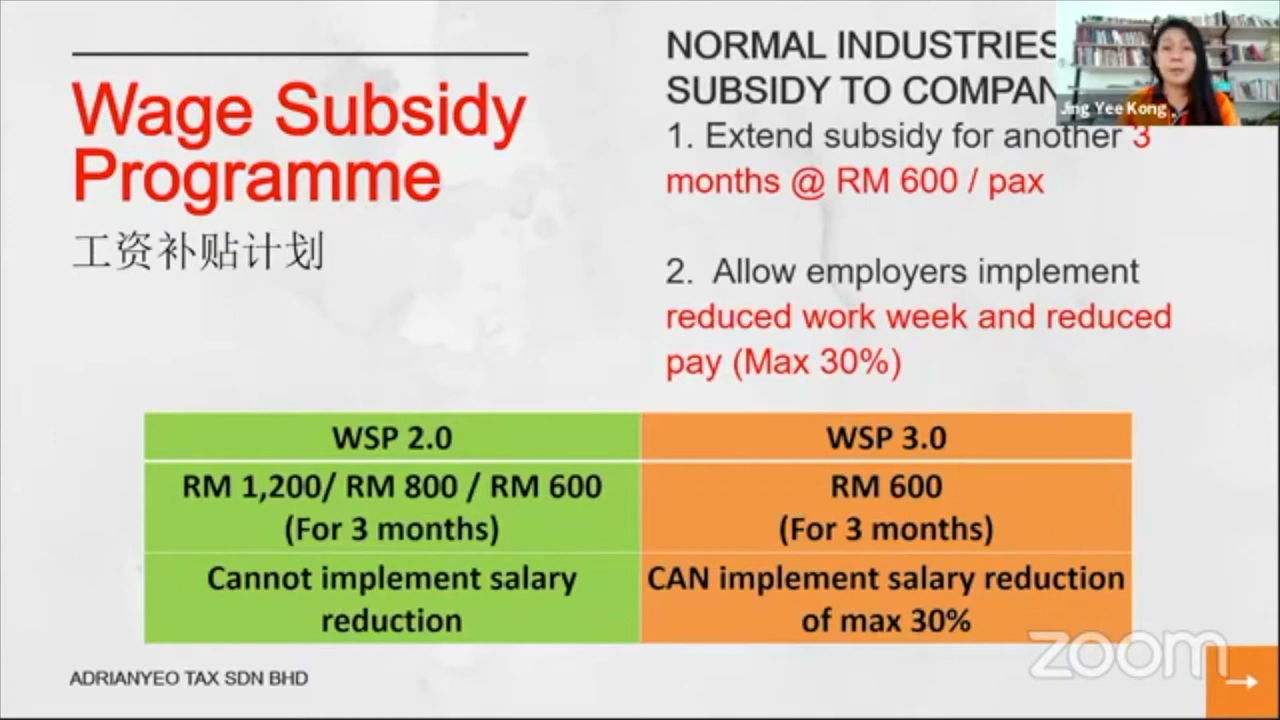 Wage Subsidy
Programme
工资补贴计划
NORMAL INDUSTRIES
SUBSIDY TO
1. Extend subsidy for another 3
months @ RM 600 / pax
2. Allow employers implement
reduced work week and reduced
pay (Max 30%)
Jing Yee Kong
WSP 2.0
WSP 3.0
RM 1,200/ RM 800 / RM 600
(For 3 months)
RM 600
(For 3 months)
Cannot implement salary
reduction
CAN implement salary reduction
of max 30%
ADRIANYEO TAX SDN BHD
zoom